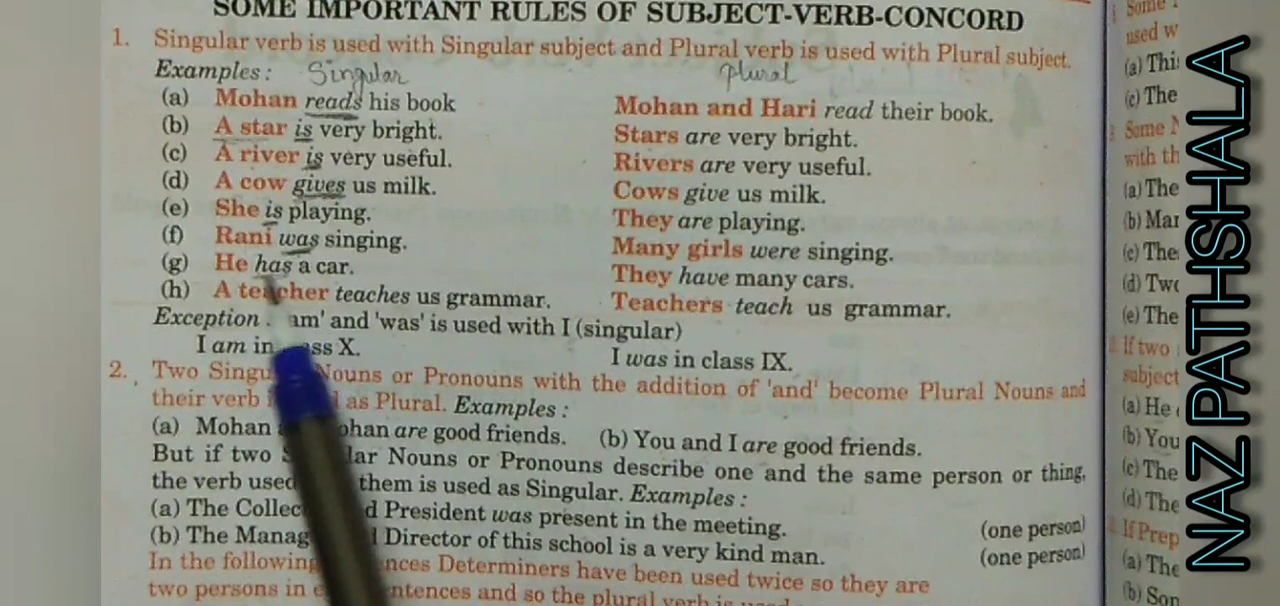 SOME IMPORTANT RULES OF SUBJECT-VERB-CONCORD
1. Singular verb is used with Singular subject and Plural verb is used with Plural subject.
Examples : Singular plural
(a) Mohan reads his book Mohan and Hari read their book.
(b) A star is very bright. Stars are very bright.
(c) A river is very useful. Rivers are very useful.
(d) A cow gives us milk. Cows give us milk.
(e) She is playing. They are playing.
(f) Rani was singing. Many girls were singing.
(g) He has a car. They have many cars.
(h) A teacher teaches us grammar. Teachers teach us grammar.
Exception : am' and 'was' is used with I (singular)
I am in class X. I was in class IX.
2. Two Singular Nouns or Pronouns with the addition of 'and' become Plural Nouns and
their verb as Plural. Examples :
(a) Mohan are good friends. (b) You and I are good friends.
But if two Nouns or Pronouns describe one and the same person or thing,
the verb used them is used as Singular. Examples :
(a) The President was present in the meeting. (one person)
(b) The Director of this school is a very kind man. (one person)
In the following Determiners have been used twice so they are
two persons in and so the plural verb is
Some
used w
(a)
(c) The
Some
with th
(a) The
(b)
(c) The
(d)
(e) The
If two
subject
(a) He
(b) You
(c) The
(d) The
If
(a) The
(b)
NAZ PATHSHALA